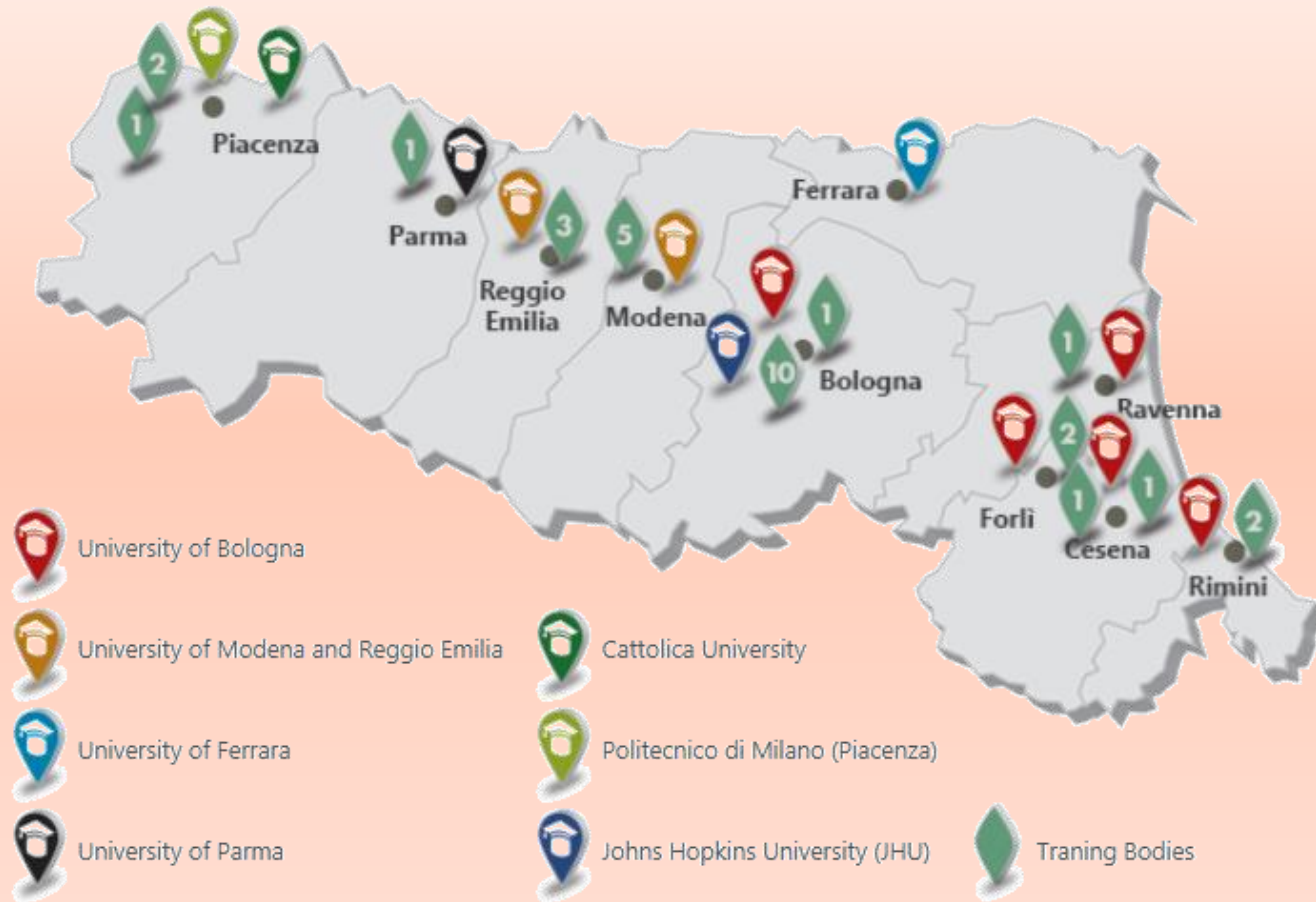 2
1
Piacenza
1
Parma
3
Reggio
Emilia
5
Modena
Ferrara
1
10
Bologna
1
Ravenna
2
Forlì
1
1
Cesena
2
Rimini
University of Bologna
University of Modena and Reggio Emilia
Cattolica University
University of Ferrara
Politecnico di Milano (Piacenza)
University of Parma
Johns Hopkins University (JHU)
Traning Bodies